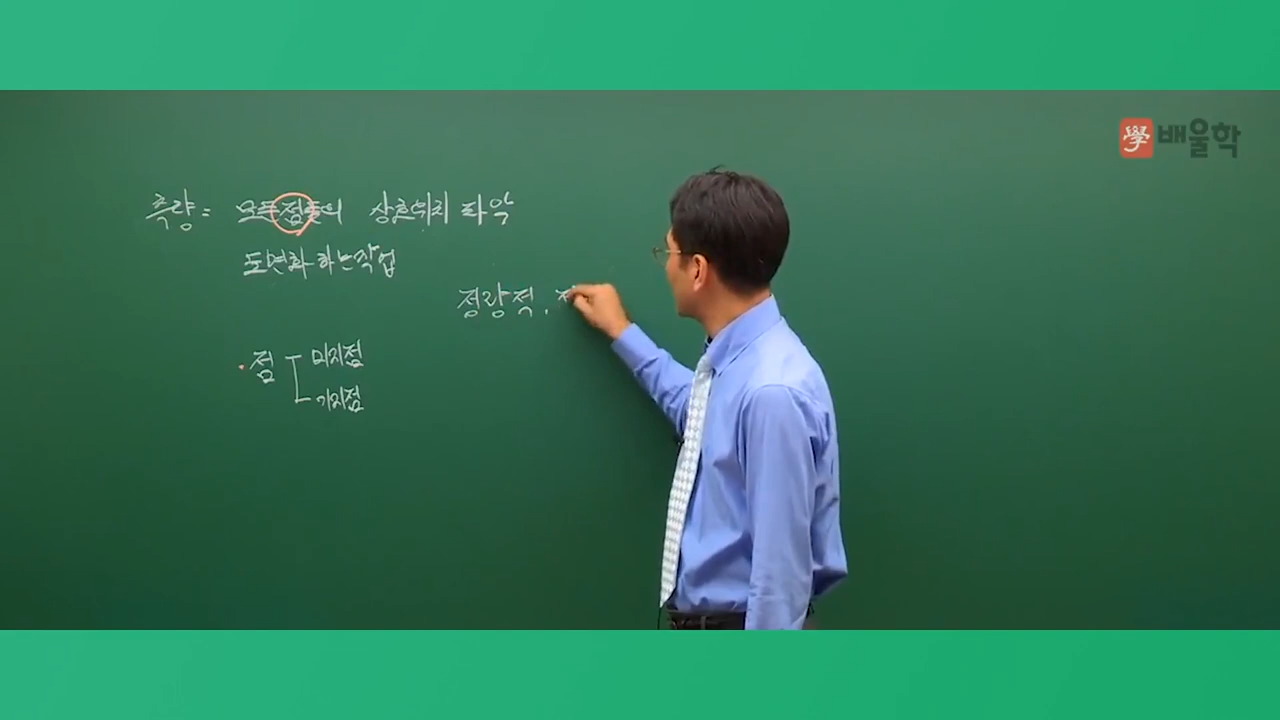 學배울학
측량 = 모든점들의 상호위치 파악
도면화 하는작업
정량적, 
· 점 미지점
기지점